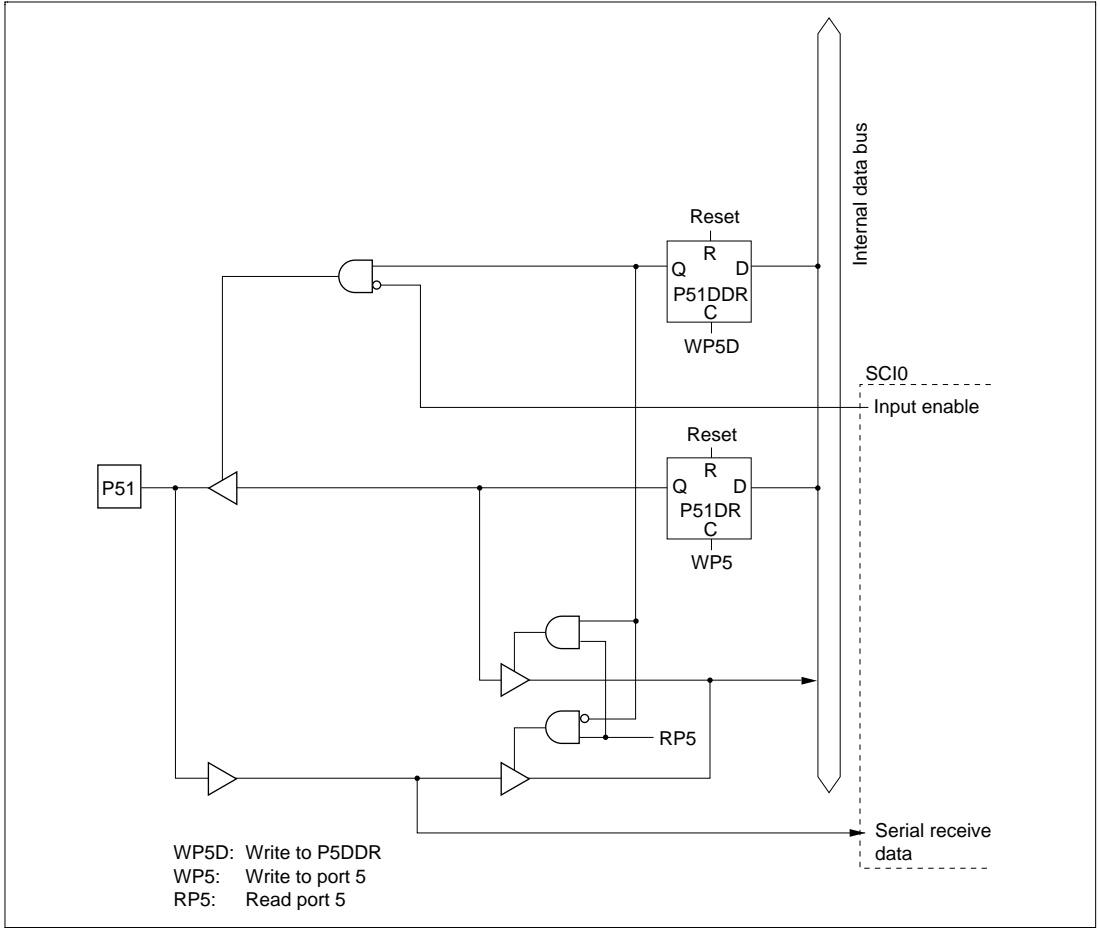 Internal data bus
Reset
R
Q D
P51DDR
C
WP5D
SCI0
Input enable
Reset
R
P51
Q D
P51DR
C
WP5
RP5
Serial receive
data
WP5D: Write to P5DDR
WP5: Write to port 5
RP5: Read port 5